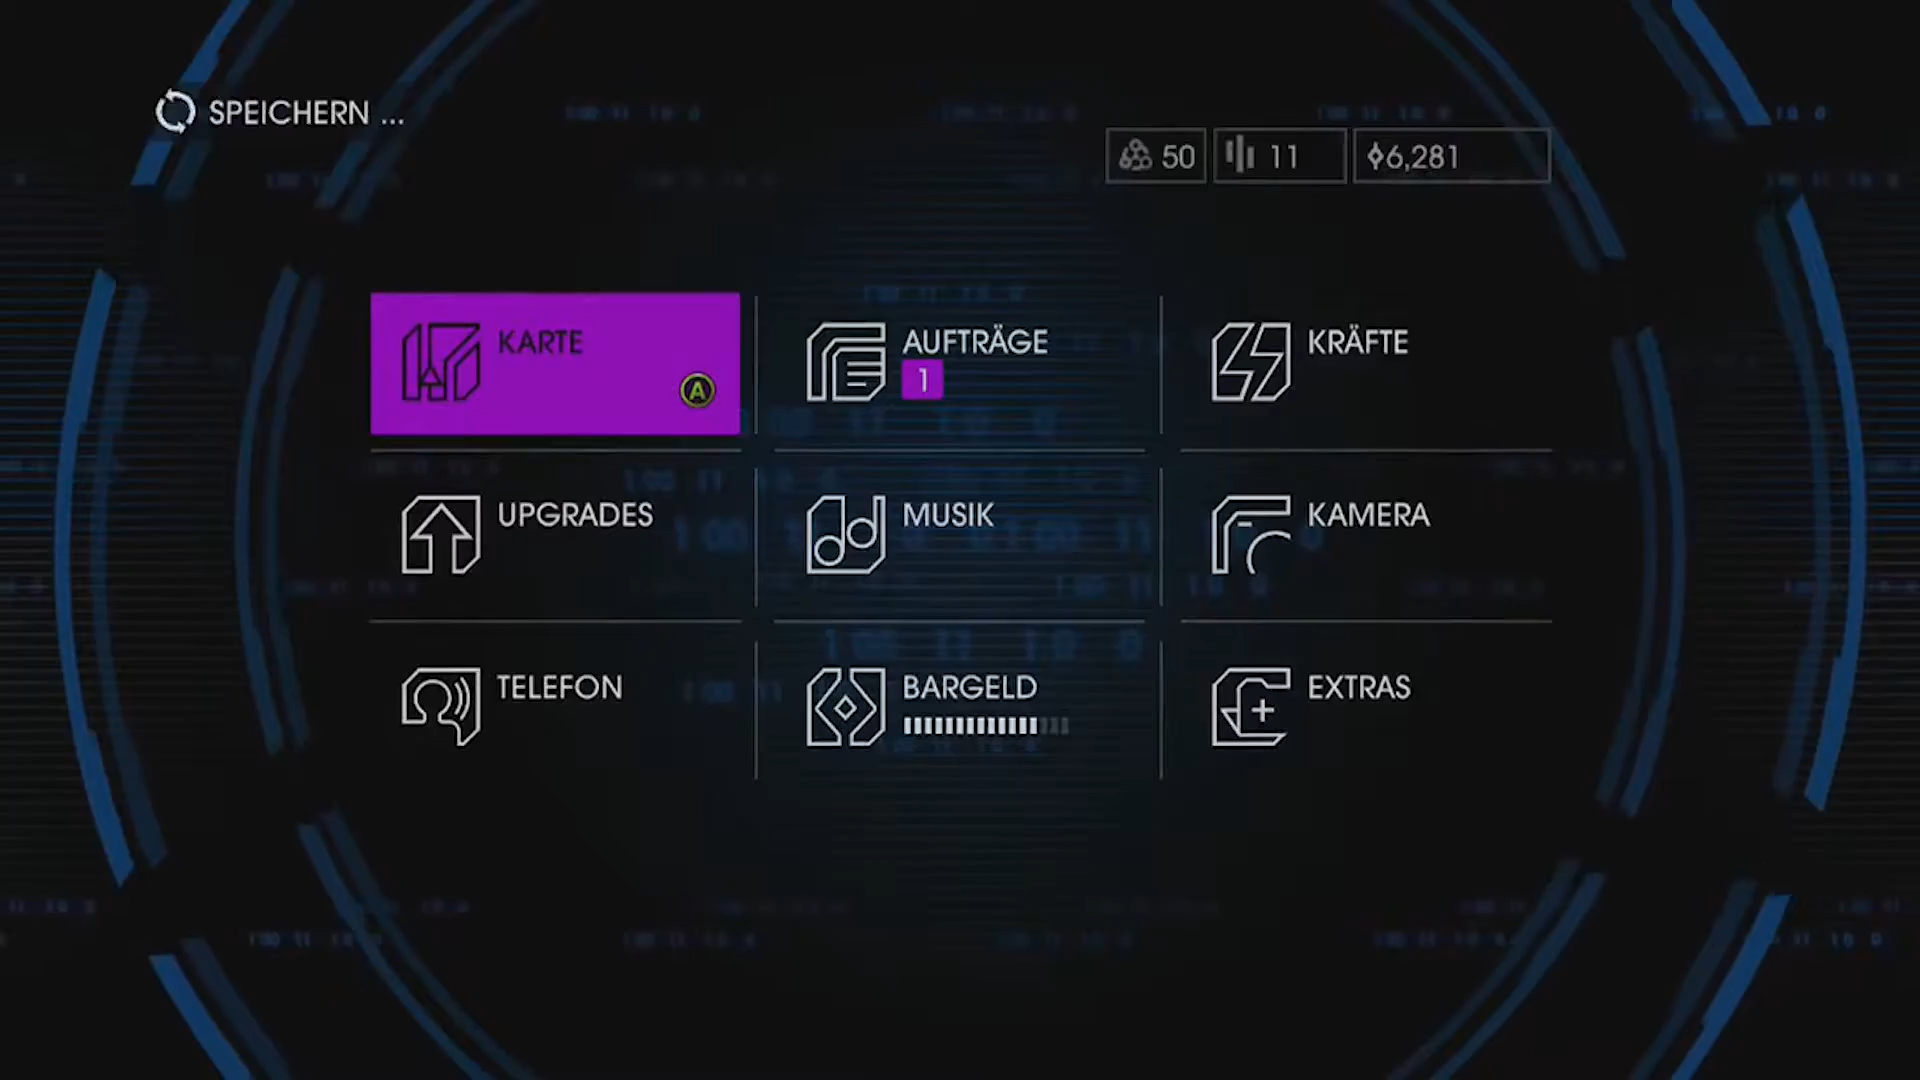 SPEICHERN ...
50 11 6,281
KARTE
A
AUFTRÄGE
1
KRÄFTE
UPGRADES
MUSIK
KAMERA
TELEFON
BARGELD
EXTRAS